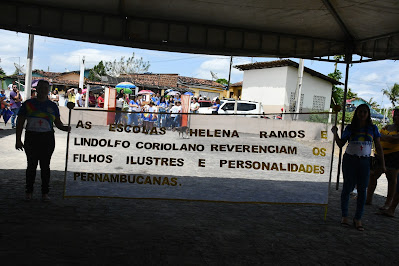 AS ESCOLAS HELENA RAMOS E
LINDOLFO CORIOLANO REVERENCIAM OS
FILHOS ILUSTRES E PERSONALIDADES
PERNAMBUCANAS.